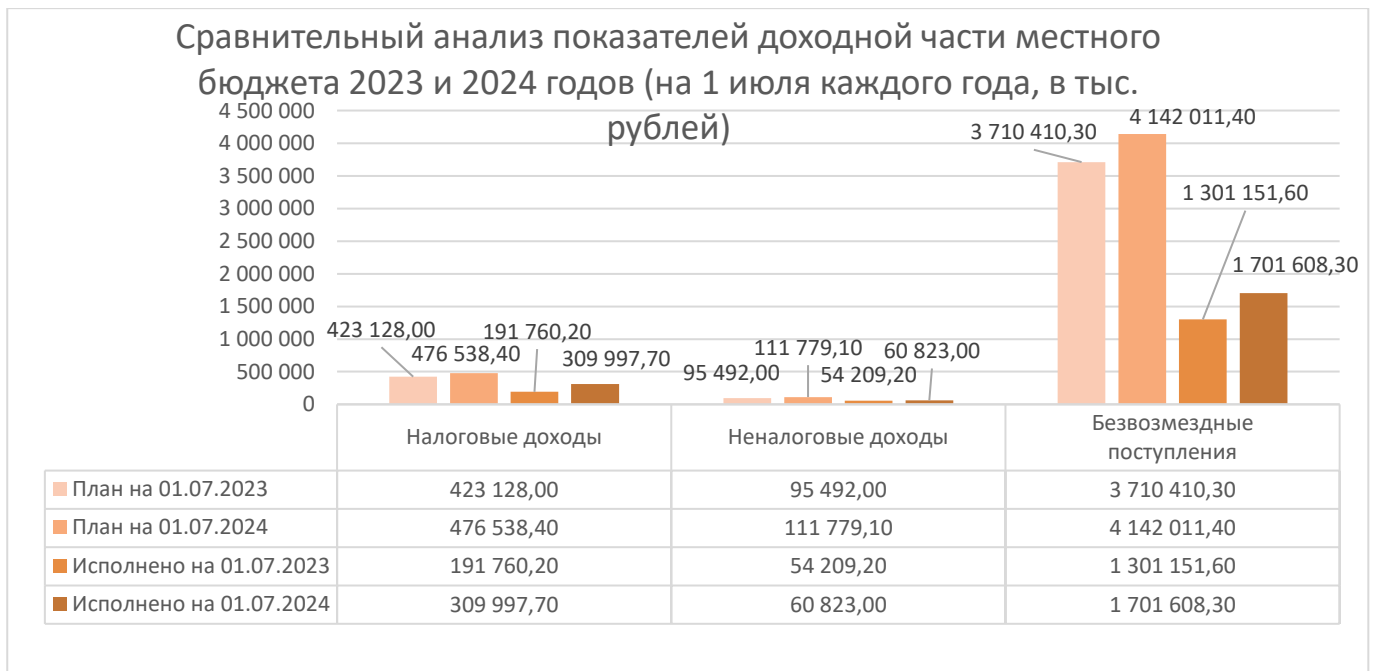 Сравнительный анализ показателей доходной части местного
бюджета 2023 и 2024 годов (на 1 июля каждого года, в тыс.
рублей)
4 500 000
4 000 000
3 500 000
3 000 000
2 500 000
2 000 000
1 500 000
1 000 000
500 000
0
423 128,00
476 538,40
191 760,20
309 997,70
95 492,00
111 779,10
54 209,20
60 823,00
3 710 410,30
4 142 011,40
1 301 151,60
1 701 608,30
Налоговые доходы
Неналоговые доходы
Безвозмездные
поступления
План на 01.07.2023 423 128,00 95 492,00 3 710 410,30
План на 01.07.2024 476 538,40 111 779,10 4 142 011,40
Исполнено на 01.07.2023 191 760,20 54 209,20 1 301 151,60
Исполнено на 01.07.2024 309 997,70 60 823,00 1 701 608,30